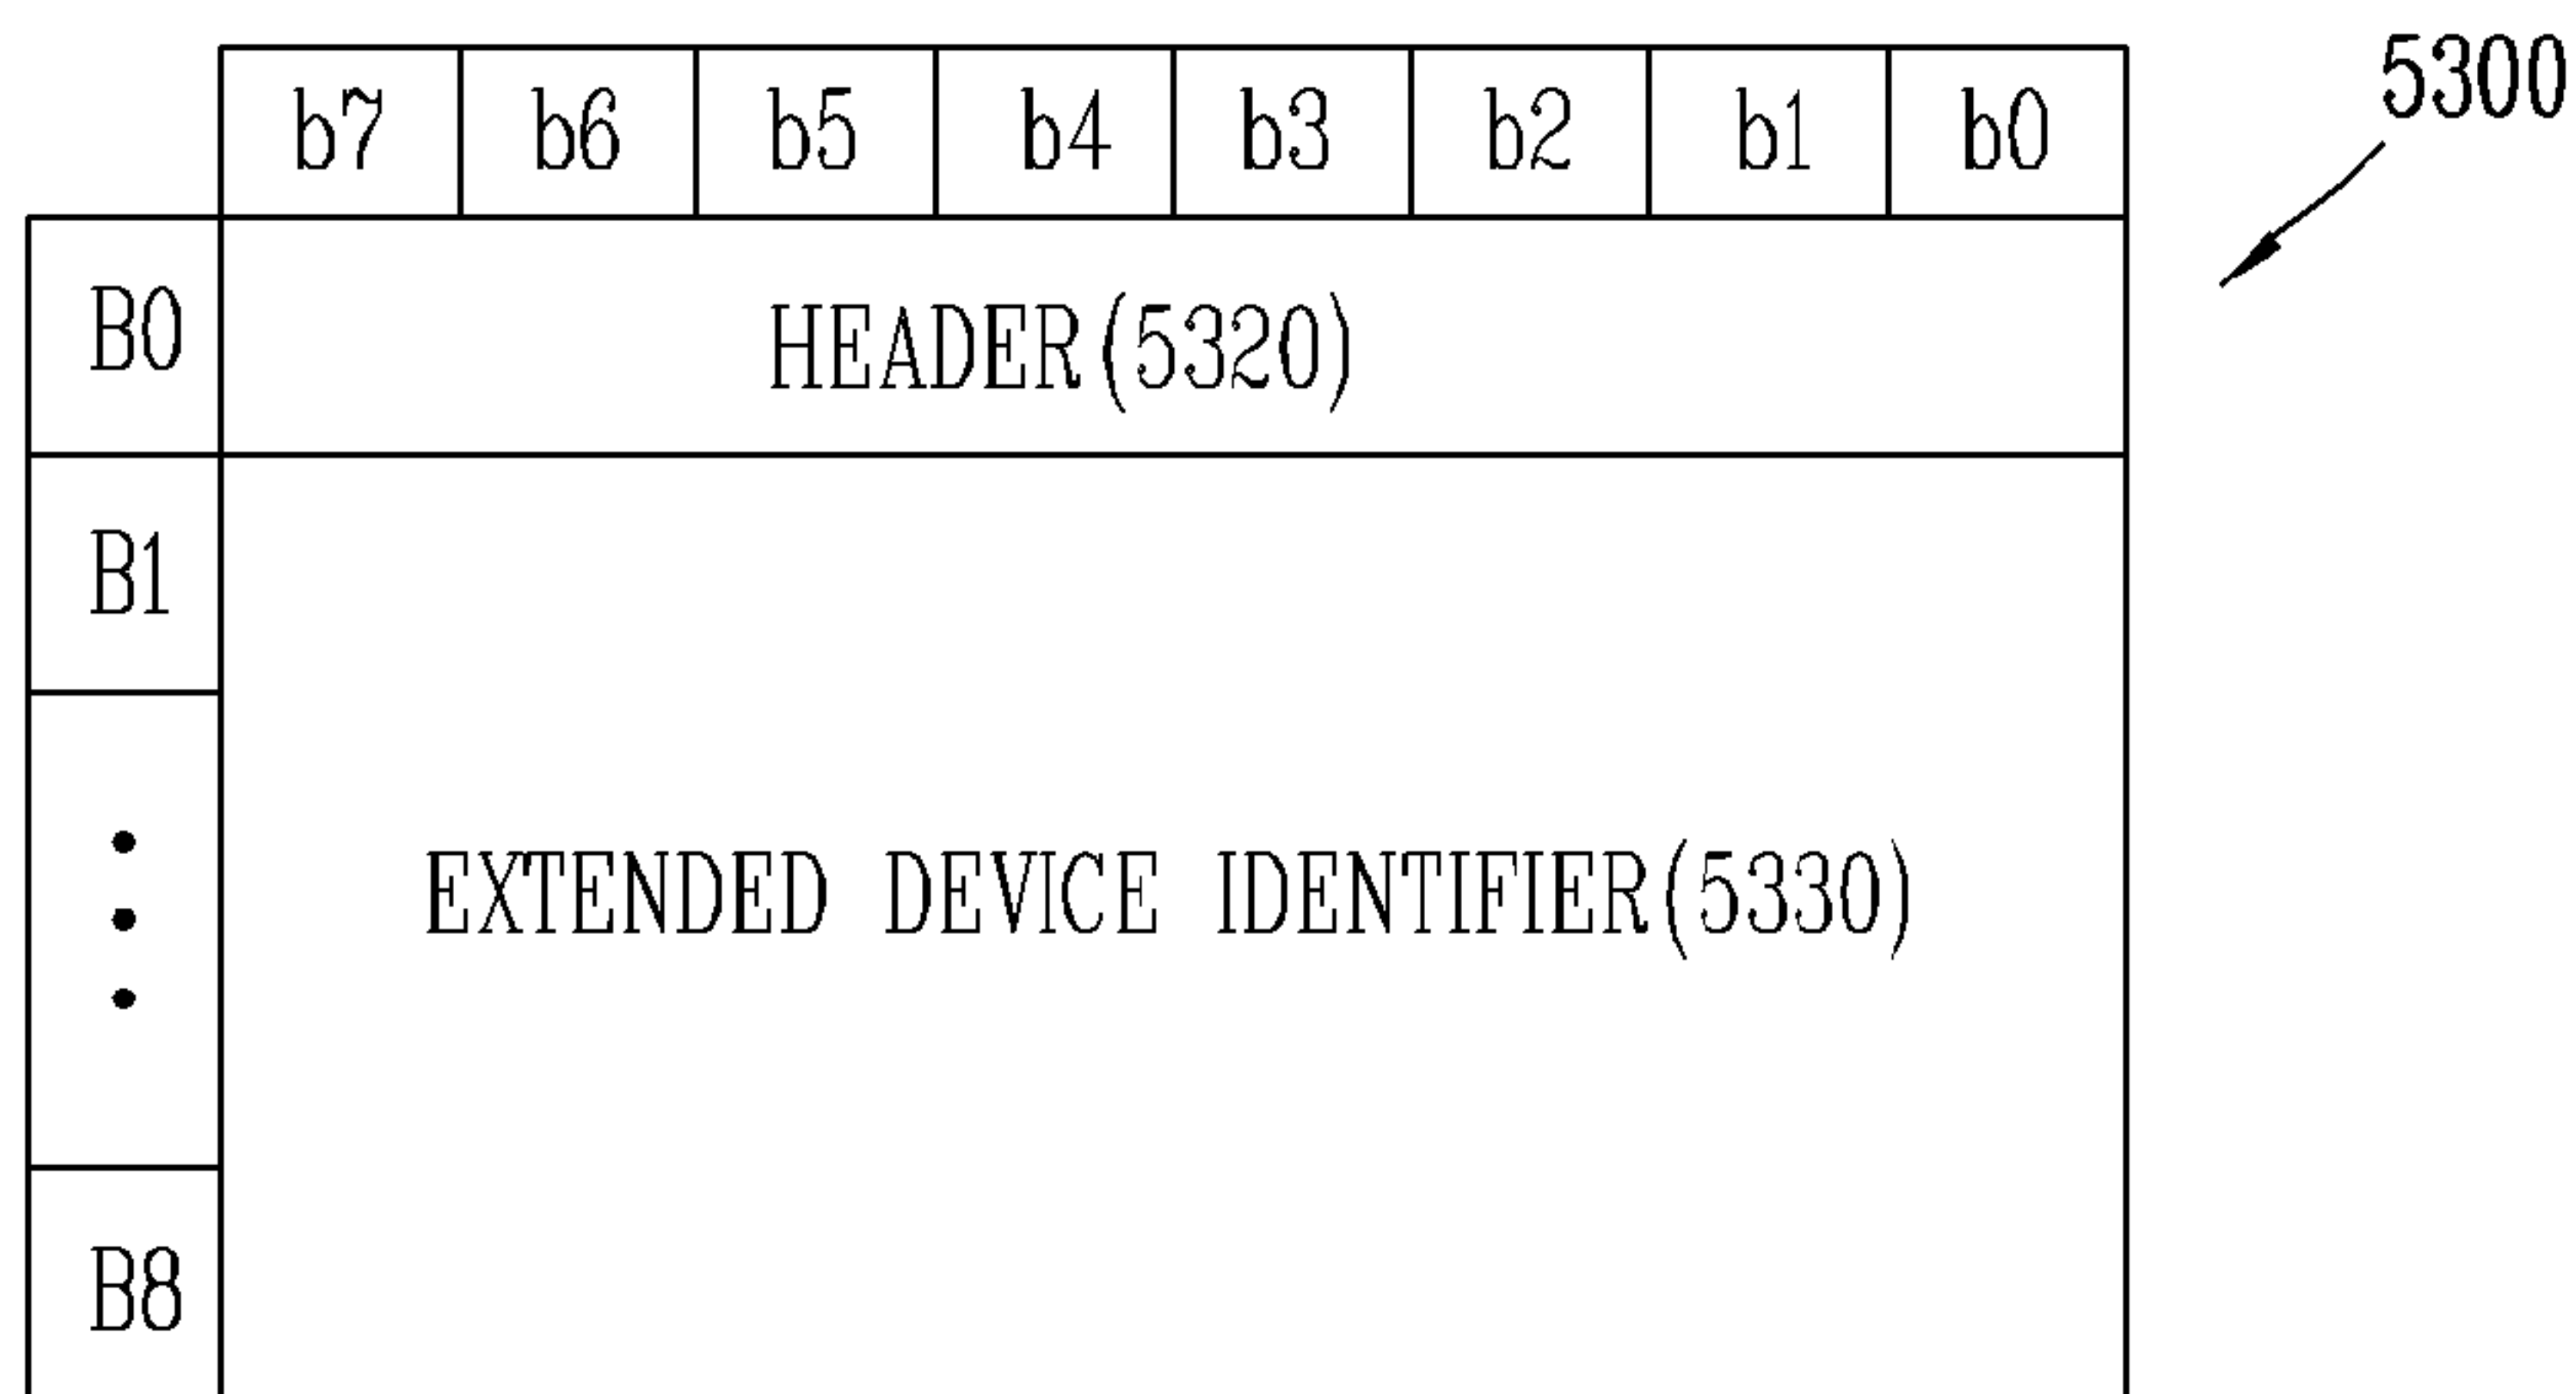 5300
b7 b6 b5 b4 b3 b2 b1 b0
B0 HEADER(5320)
B1
EXTENDED DEVICE IDENTIFIER(5330)
B8